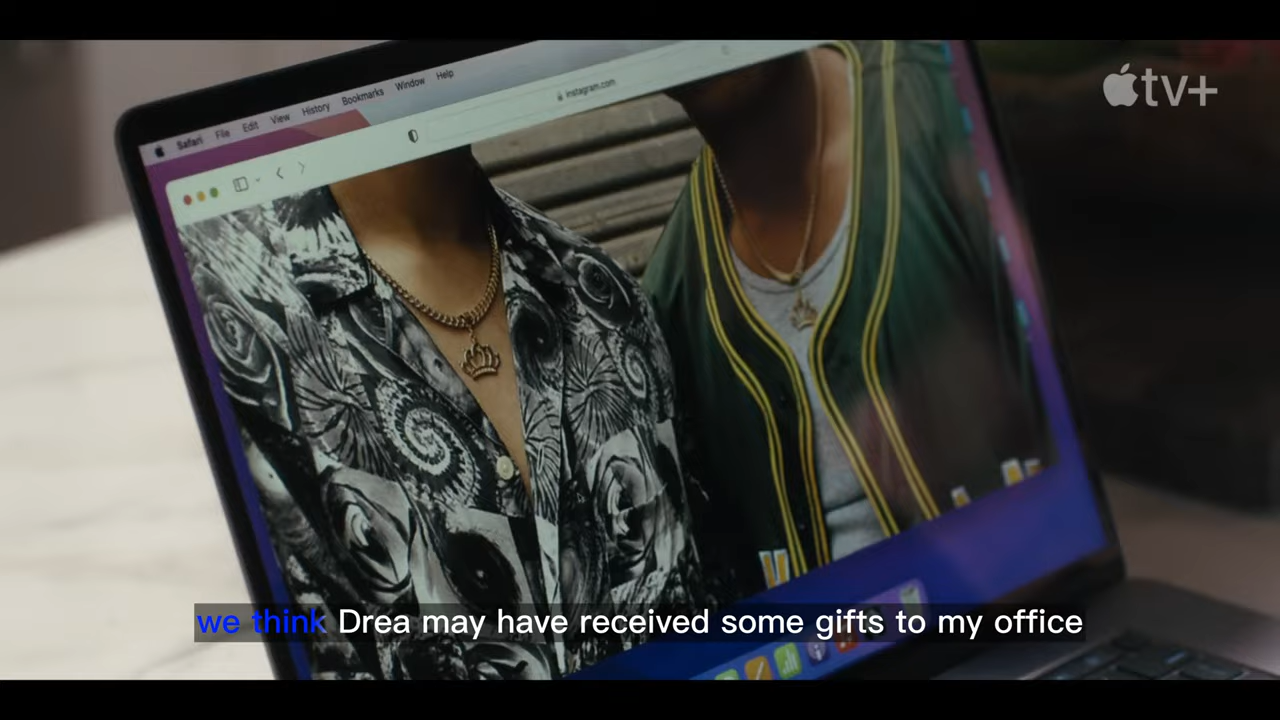 tv+
Safari File Edit View History Bookmarks Window Help
instagram.com
we think Drea may have received some gifts to my office